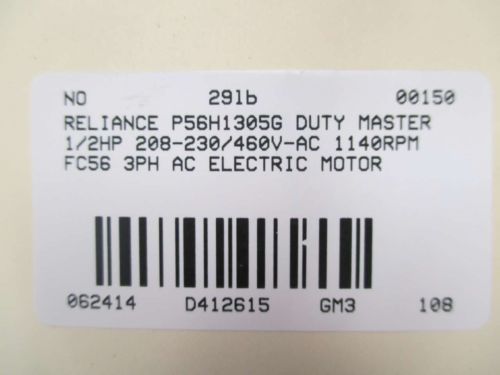 NO 29lb 00150
RELIANCE P56H1305G DUTY MASTER
1/2HP 208-230/460V-AC 1140RPM
FC56 3PH AC ELECTRIC MOTOR
062414 D412615 GM3 108